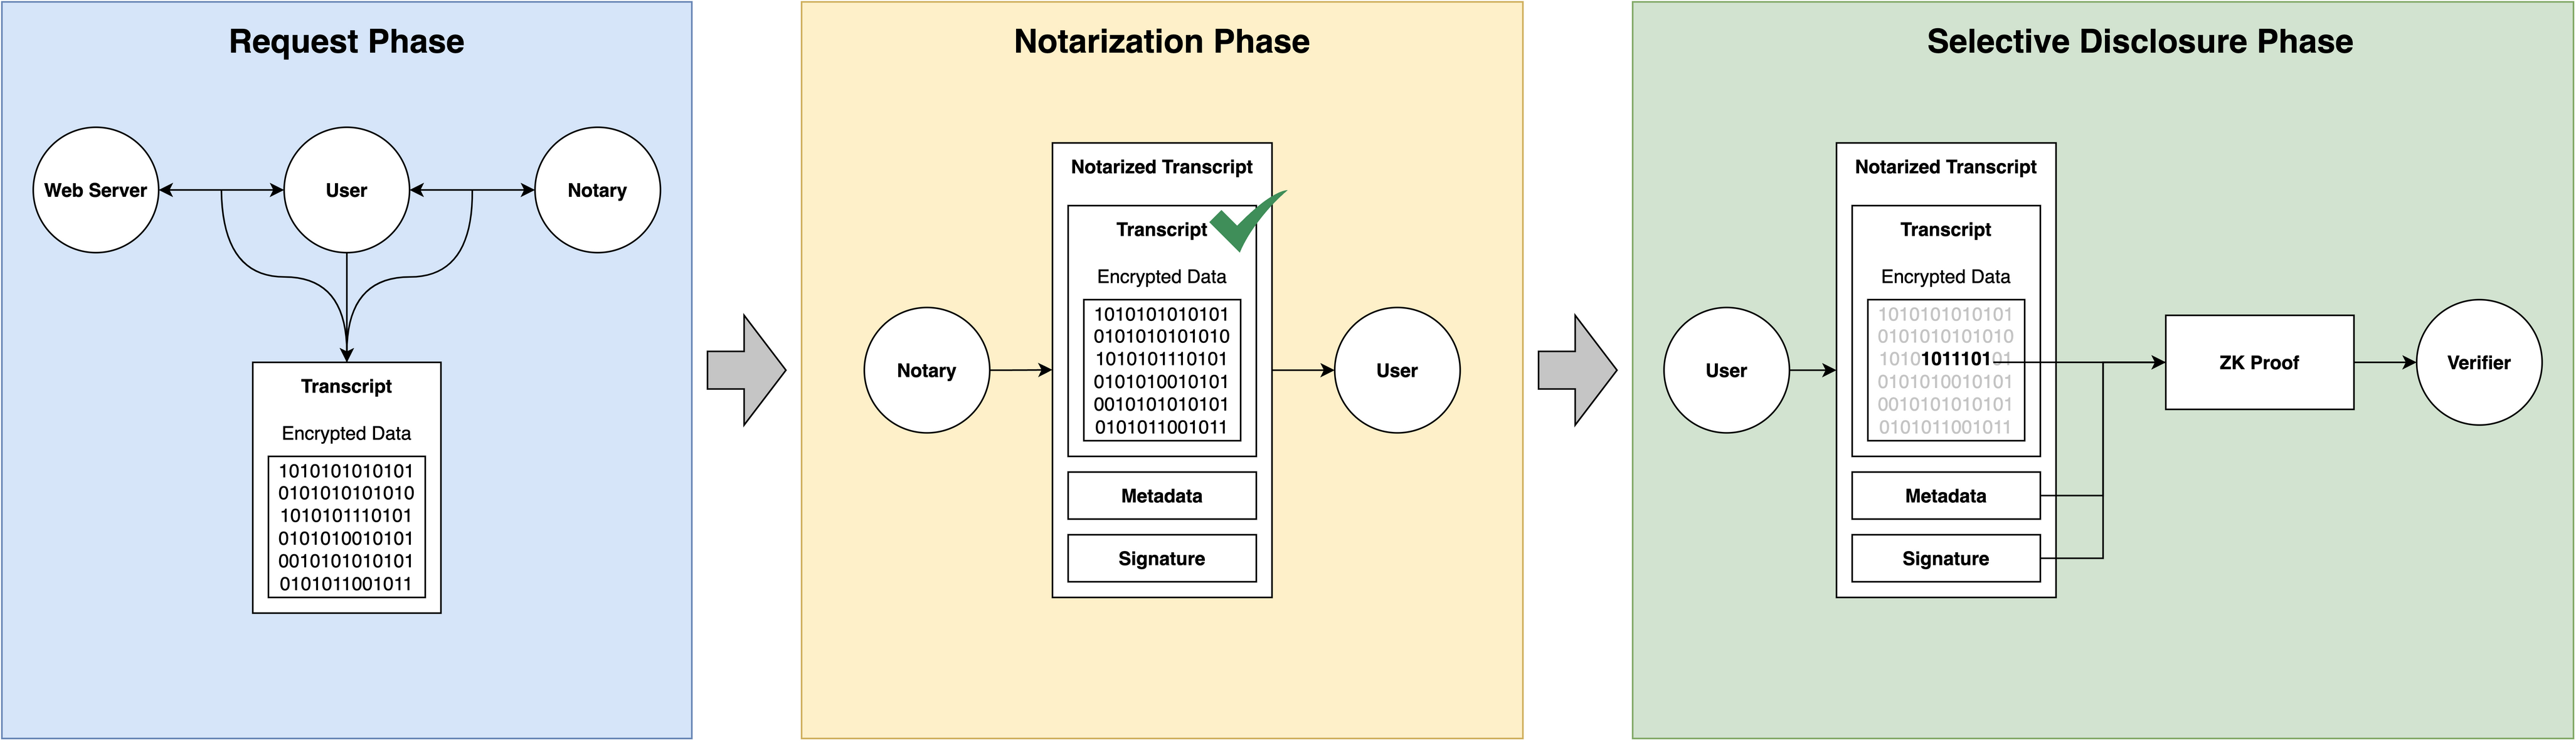 Request Phase
Web Server
User
Notary
Transcript
Encrypted Data
1010101010101
0101010101010
1010101110101
0101010010101
0010101010101
0101011001011
Notarization Phase
Notary
Notarized Transcript
Transcript
Encrypted Data
1010101010101
0101010101010
1010101110101
0101010010101
0010101010101
0101011001011
Metadata
Signature
User
Selective Disclosure Phase
User
Notarized Transcript
Transcript
Encrypted Data
1010101010101
0101010101010
1010101110101
0101010010101
0010101010101
0101011001011
Metadata
Signature
ZK Proof
Verifier